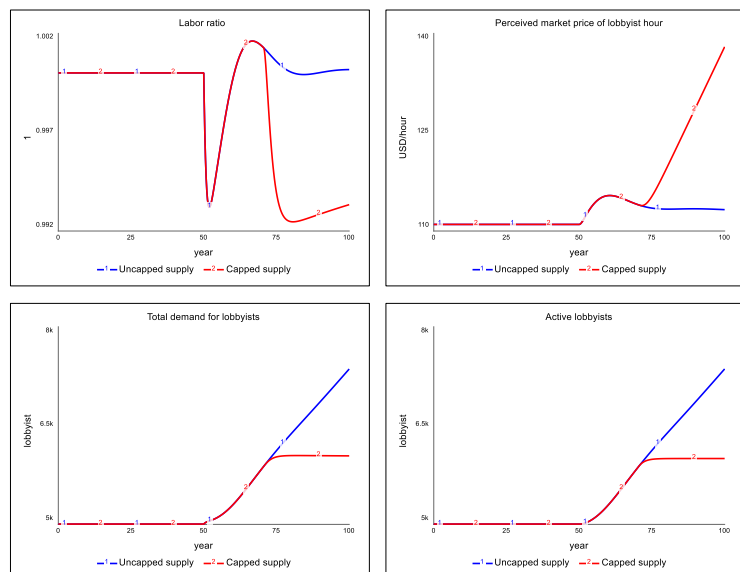 Labor ratio
1.002
0.997
0.992
1
0 25 50 75 100
year
1 Uncapped supply 2 Capped supply
Perceived market price of lobbyist hour
140
125
110
USD/hour
0 25 50 75 100
year
1 Uncapped supply 2 Capped supply
Total demand for lobbyists
8k
6.5k
5k
lobbyist
0 25 50 75 100
year
1 Uncapped supply 2 Capped supply
Active lobbyists
8k
6.5k
5k
lobbyist
0 25 50 75 100
year
1 Uncapped supply 2 Capped supply